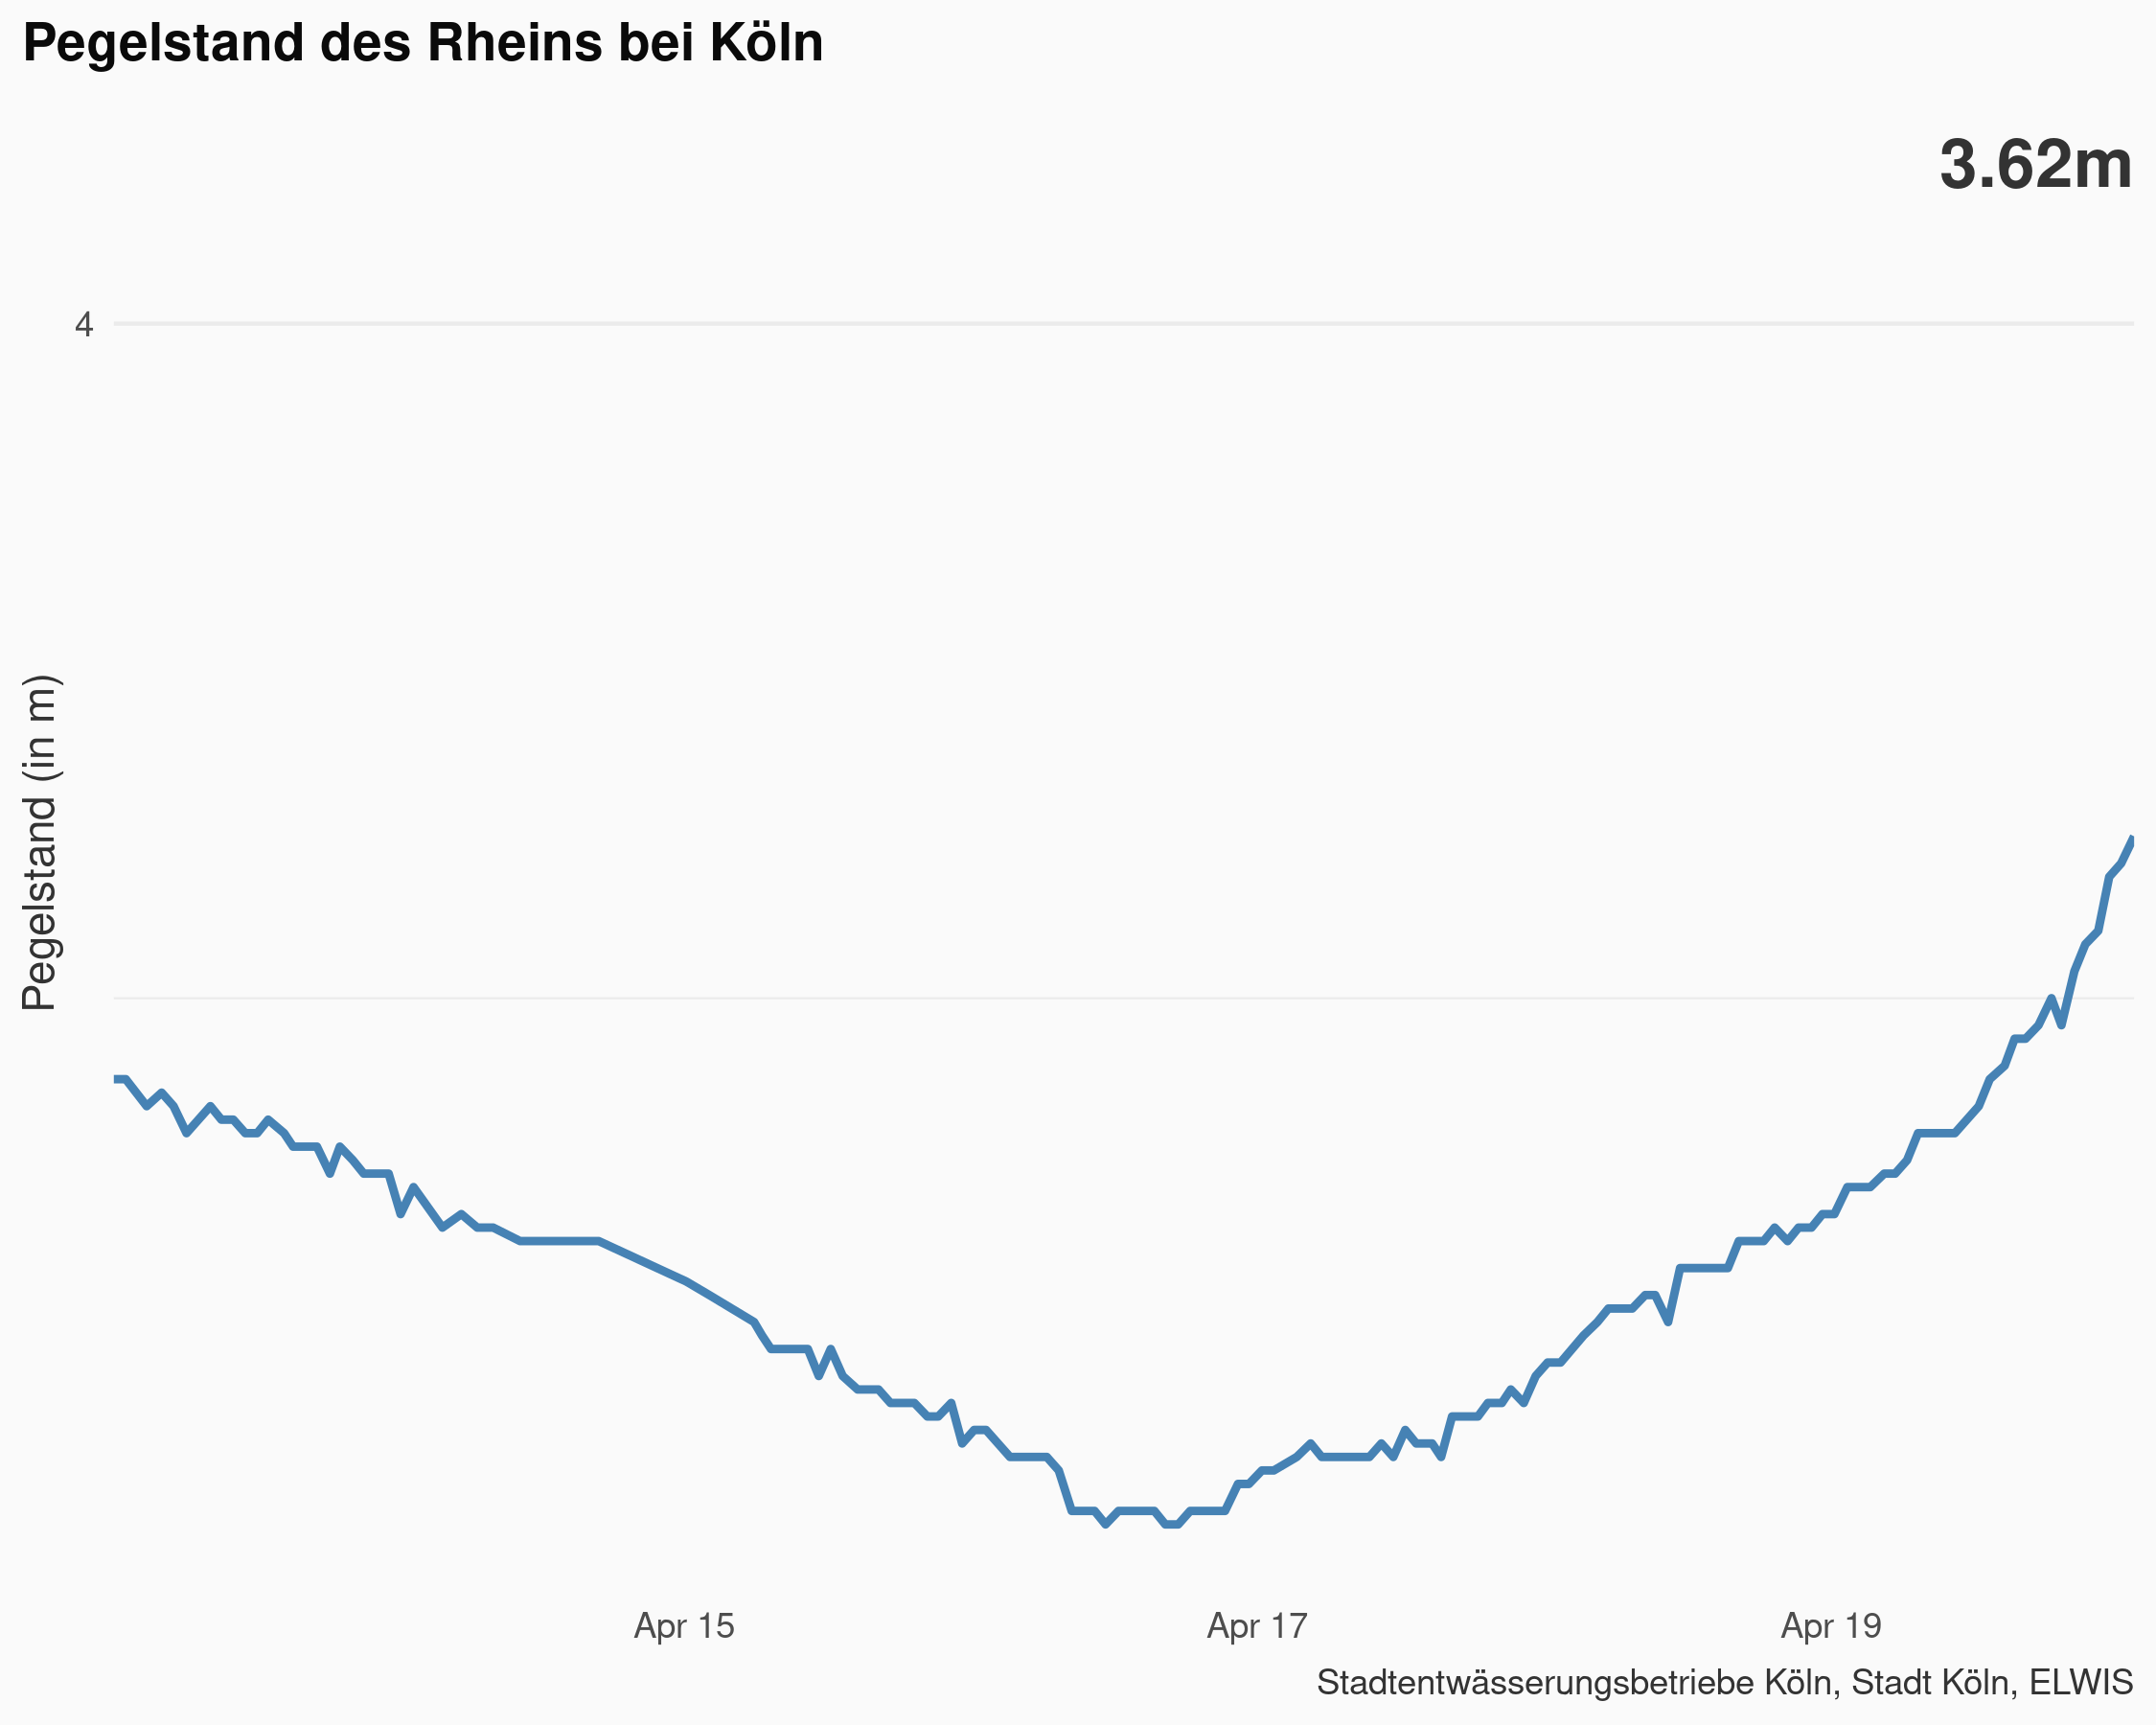 Pegelstand des Rheins bei Köln
3.62m
4
Pegelstand (in m)
Apr 15
Apr 17
Apr 19
Stadtentwässerungsbetriebe Köln, Stadt Köln, ELWIS